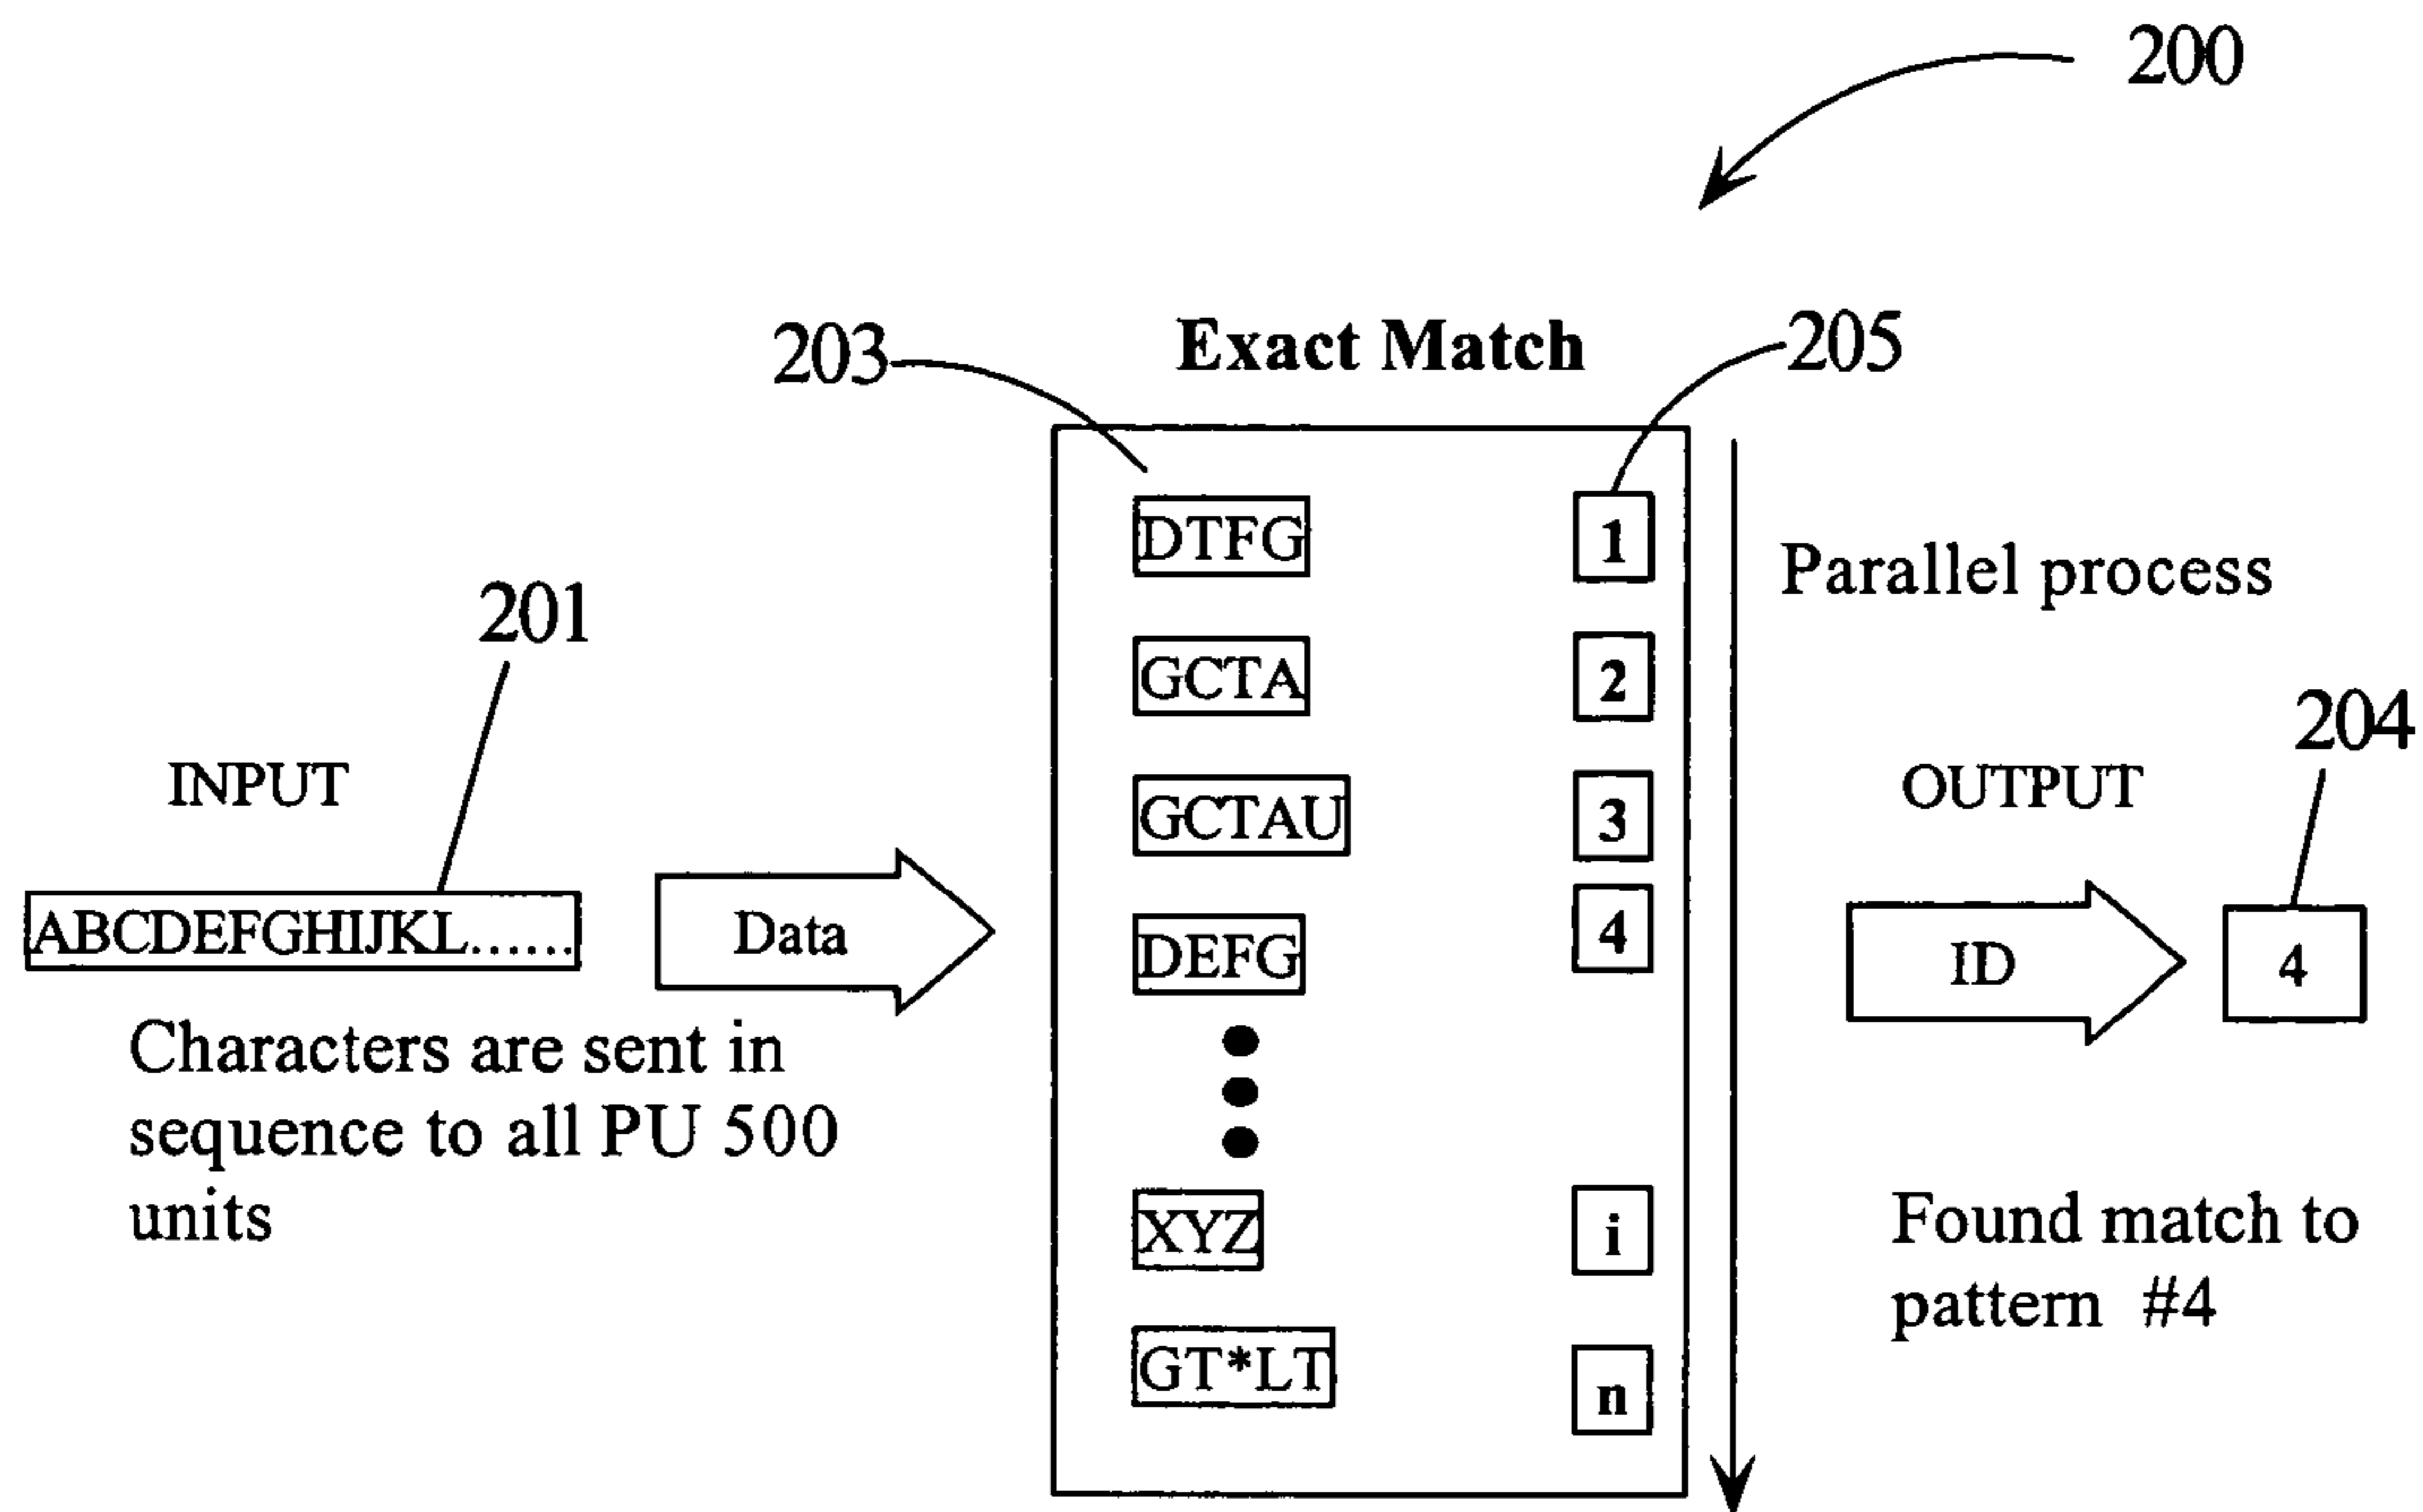 200
203
Exact Match
205
DTFG
1
Parallel process
201
GCTA
2
204
INPUT
GCTAU
3
OUTPUT
ABCDEFGHIJKL......
Data
DEFG
4
ID
4
Characters are sent in
sequence to all PU 500
units
XYZ
i
Found match to
pattern #4
GT*LT
n